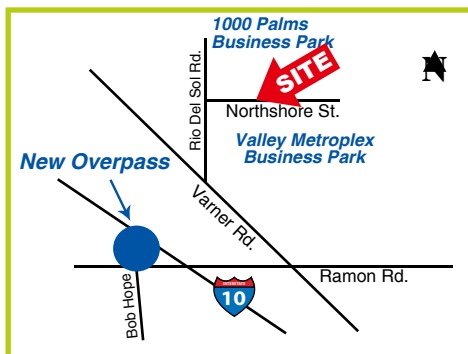 1000 Palms
Business Park
Rio Del Sol Rd.
SITE
N
Northshore St.
Valley Metroplex
Business Park
New Overpass
Varner Rd.
Ramon Rd.
INTERSTATE
10
Bob Hope